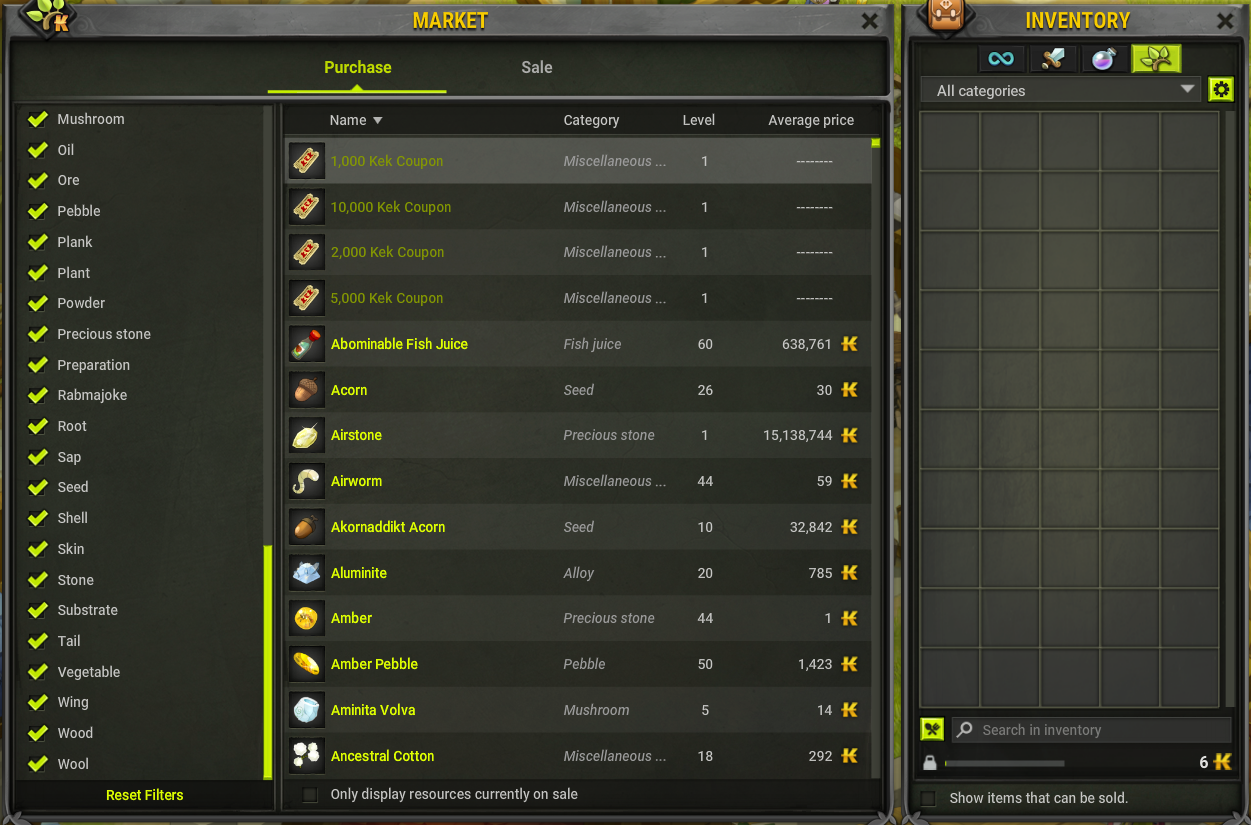 MARKET
Purchase
Sale
Mushroom
Oil
Ore
Pebble
Plank
Plant
Powder
Precious stone
Preparation
Rabmajoke
Root
Sap
Seed
Shell
Skin
Stone
Substrate
Tail
Vegetable
Wing
Wood
Wool
Reset Filters
Name Category Level Average price
1,000 Kek Coupon Miscellaneous ... 1 --------
10,000 Kek Coupon Miscellaneous ... 1 --------
2,000 Kek Coupon Miscellaneous ... 1 --------
5,000 Kek Coupon Miscellaneous ... 1 --------
Abominable Fish Juice Fish juice 60 638,761
Acorn Seed 26 30
Airstone Precious stone 1 15,138,744
Airworm Miscellaneous ... 44 59
Akornaddikt Acorn Seed 10 32,842
Aluminite Alloy 20 785
Amber Precious stone 44 1
Amber Pebble Pebble 50 1,423
Aminita Volva Mushroom 5 14
Ancestral Cotton Miscellaneous ... 18 292
Only display resources currently on sale
INVENTORY
All categories
Search in inventory
6
Show items that can be sold.